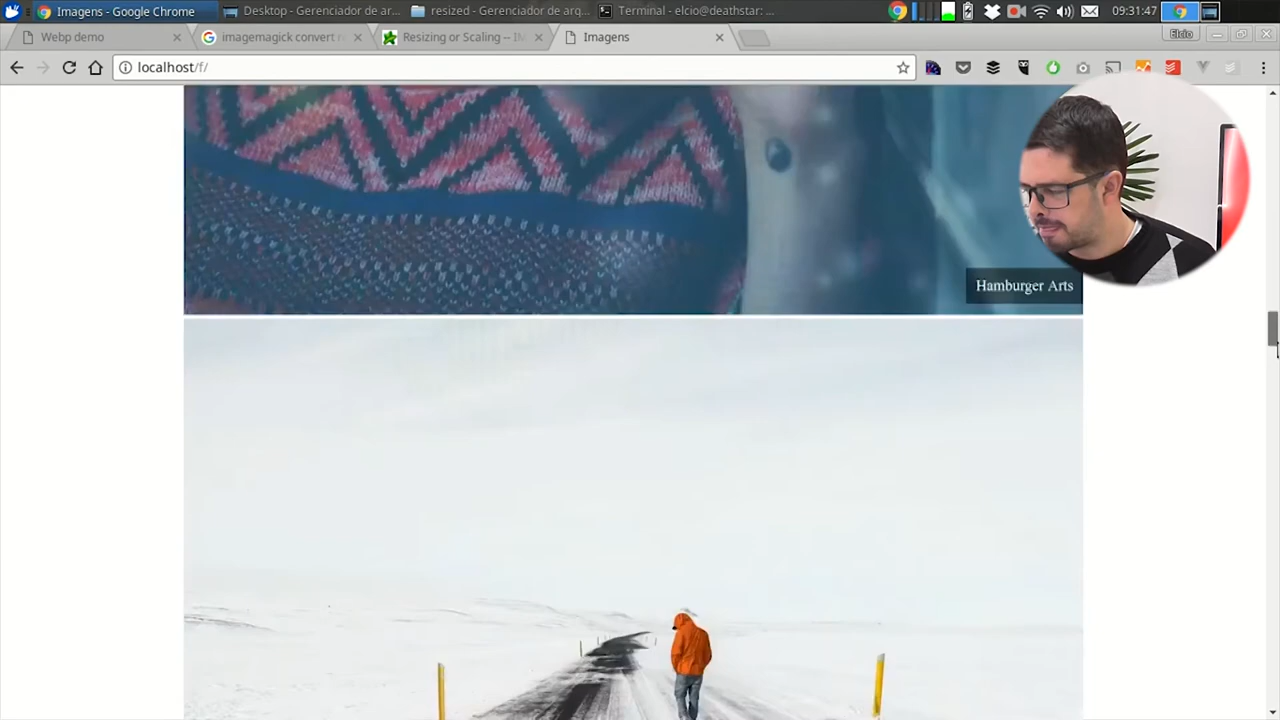 Imagens - Google Chrome
Desktop - Gerenciador de ar...
resized - Gerenciador de arq...
Terminal - elcio@deathstar: ...
09:31:47
Webp demo
imagemagick convert r
Resizing or Scaling -- IM
Imagens
Elcio
localhost/f/
Hamburger Arts